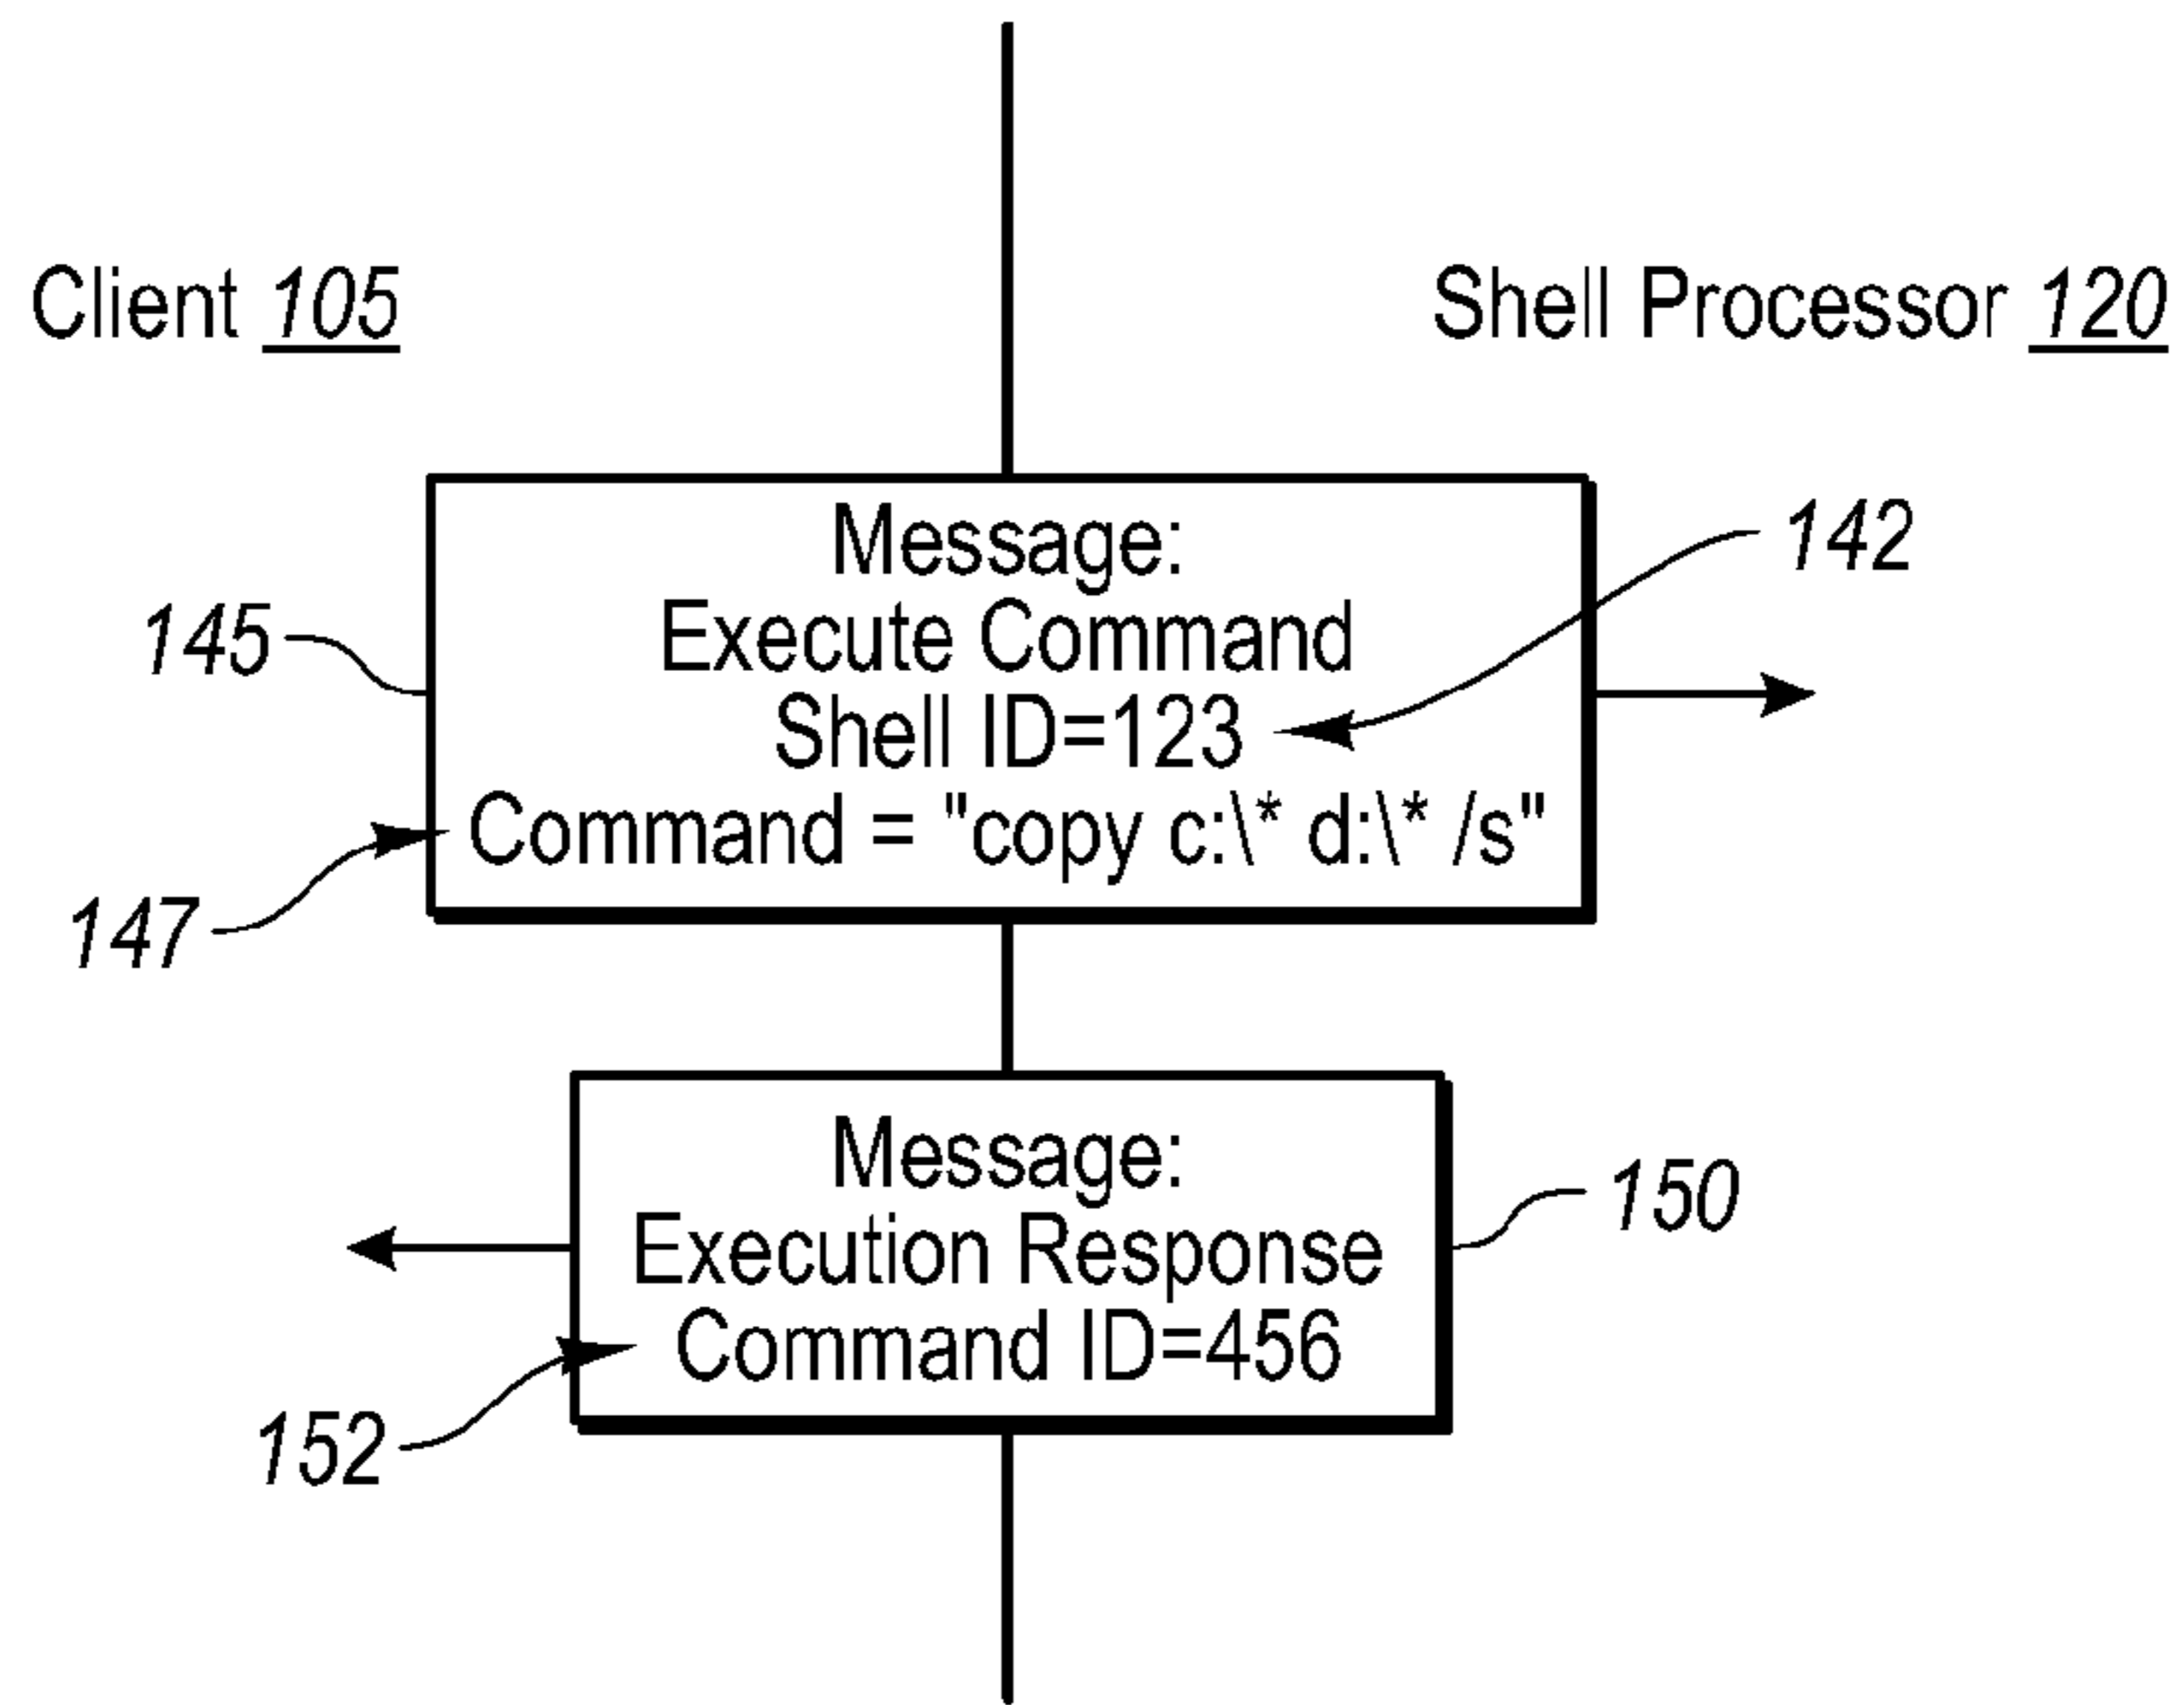 Client 105
Shell Processor 120
Message:
Execute Command
Shell ID=123
Command = "copy c:\* d:\* /s"
142
145
147
Message:
Execution Response
Command ID=456
150
152